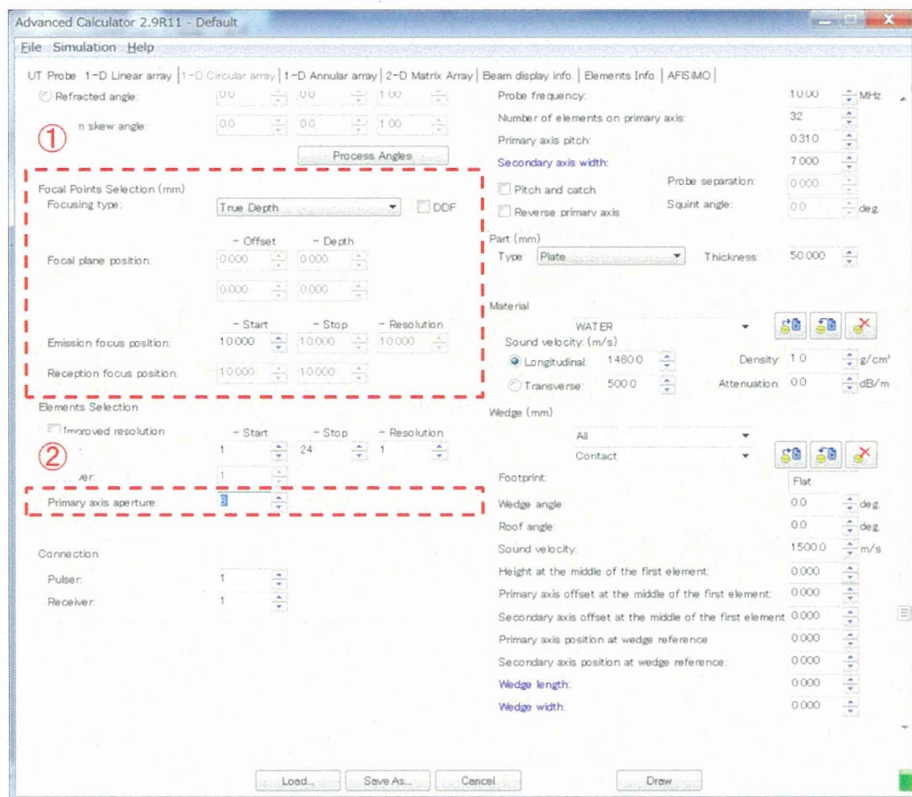 Advanced Calculator 2.9R11 - Default
File Simulation Help
UT Probe 1-D Linear array 1-D Circular array 1-D Annular array 2-D Matrix Array Beam display info Elements Info AFISIMO
Refracted angle: 0.0 0.0 1.00
n skew angle: 0.0 0.0 1.00
①
Process Angles
Focal Points Selection (mm)
Focusing type: True Depth DDF
- Offset - Depth
Focal plane position: 0.000 0.000
0.000 0.000
- Start - Stop - Resolution
Emission focus position: 10.000 10.000 10.000
Reception focus position: 10.000 10.000
Elements Selection
Improved resolution
- Start - Stop - Resolution
② : 1 24 1
ver: 1
Primary axis aperture:
Connection
Pulser: 1
Receiver: 1
Probe frequency: 10.00 MHz
Number of elements on primary axis: 32
Primary axis pitch: 0.310
Secondary axis width: 7.000
Pitch and catch Probe separation: 0.000
Reverse primary axis Squint angle: 0.0 deg.
Part (mm)
Type Plate Thickness: 50.000
Material
WATER
Sound velocity: (m/s)
Longitudinal: 1480.0 Density: 1.0 g/cm³
Transverse: 500.0 Attenuation: 0.0 dB/m
Wedge (mm)
All
Contact
Footprint: Flat
Wedge angle: 0.0 deg.
Roof angle: 0.0 deg.
Sound velocity: 1500.0 m/s
Height at the middle of the first element: 0.000
Primary axis offset at the middle of the first element: 0.000
Secondary axis offset at the middle of the first element 0.000
Primary axis position at wedge reference: 0.000
Secondary axis position at wedge reference: 0.000
Wedge length: 0.000
Wedge width: 0.000
Load... Save As... Cancel Draw